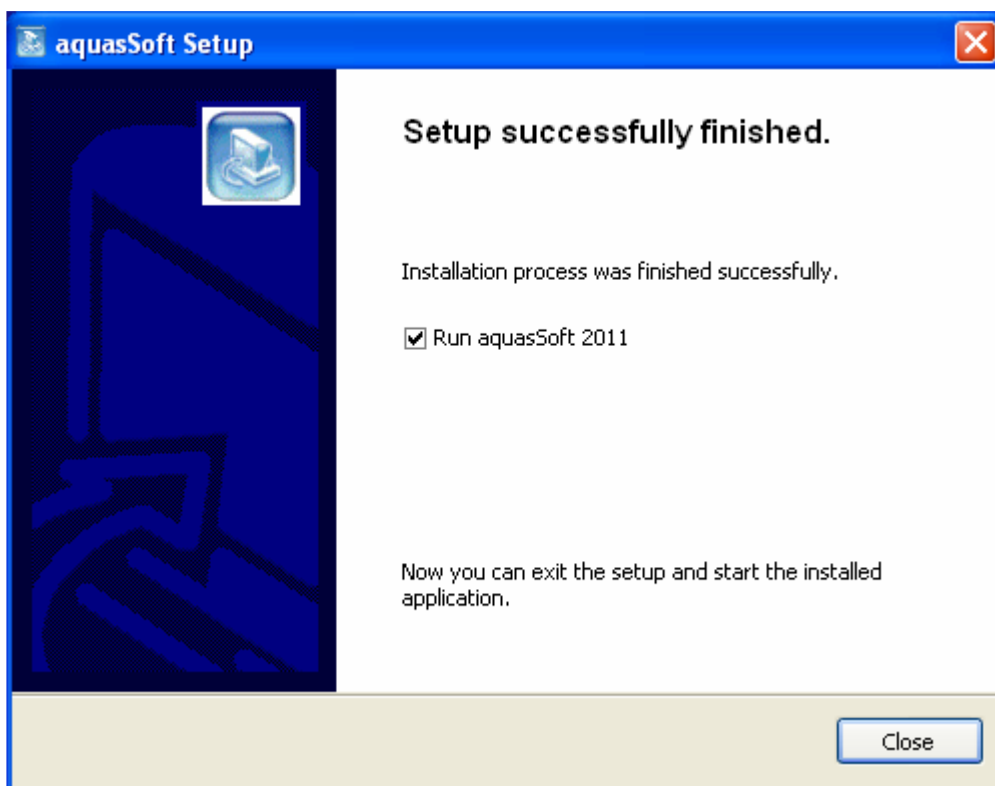 aquasSoft Setup
Setup successfully finished.
Installation process was finished successfully.
Run aquasSoft 2011
Now you can exit the setup and start the installed
application.
Close